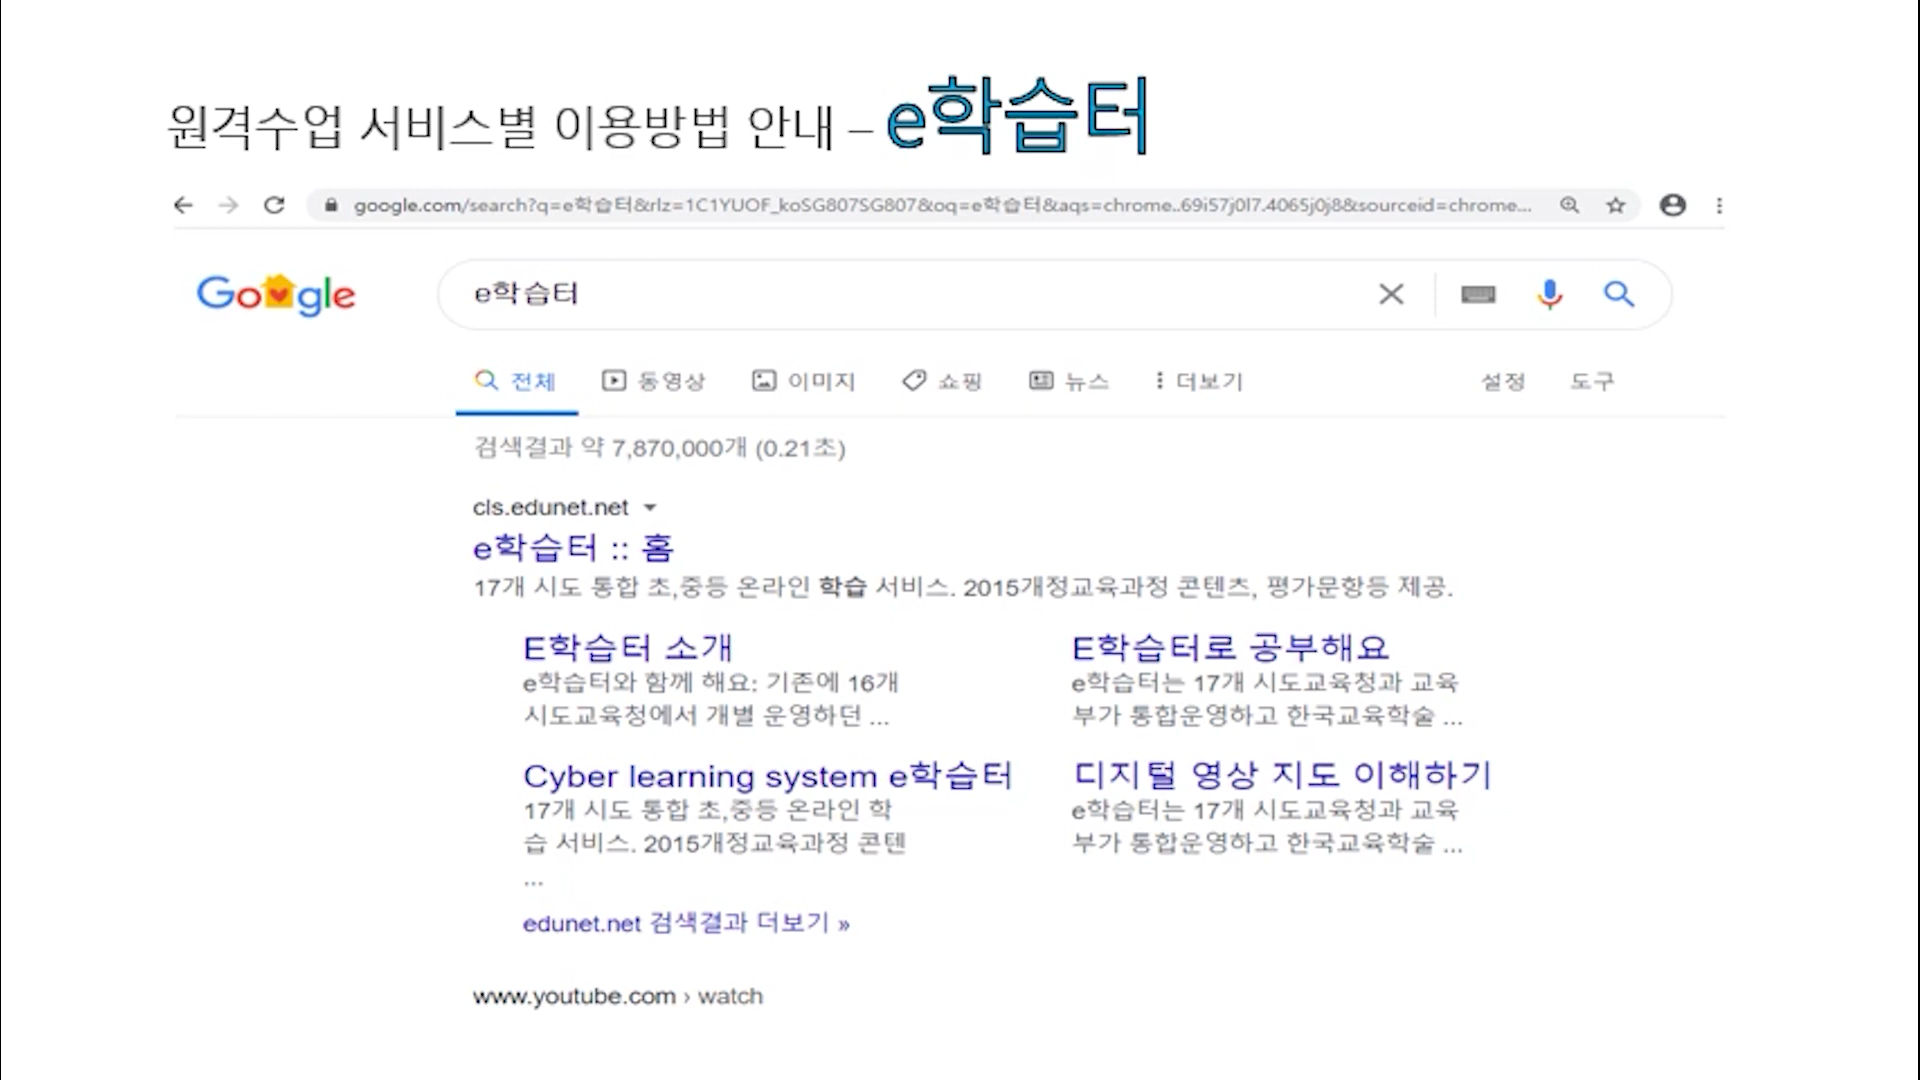 원격수업 서비스별 이용방법 안내 – e학습터
google.com/search?q=e학습터&rlz=1C1YUOF_koSG807SG807&oq=e학습터&aqs=chrome..69i57j0l7.4065j0j8&sourceid=chrome...
Google
e학습터
전체 동영상 이미지 쇼핑 뉴스 더보기 설정 도구
검색결과 약 7,870,000개 (0.21초)
cls.edunet.net
e학습터 :: 홈
17개 시도 통합 초,중등 온라인 학습 서비스. 2015개정교육과정 콘텐츠, 평가문항등 제공.
E학습터 소개
e학습터와 함께 해요: 기존에 16개
시도교육청에서 개별 운영하던 ...
E학습터로 공부해요
e학습터는 17개 시도교육청과 교육
부가 통합운영하고 한국교육학술 ...
Cyber learning system e학습터
17개 시도 통합 초,중등 온라인 학
습 서비스. 2015개정교육과정 콘텐
...
디지털 영상 지도 이해하기
e학습터는 17개 시도교육청과 교육
부가 통합운영하고 한국교육학술 ...
edunet.net 검색결과 더보기 »
www.youtube.com › watch